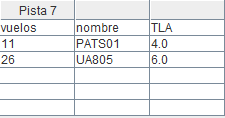 Pista 7
vuelos nombre TLA
11 PATS01 4.0
26 UA805 6.0